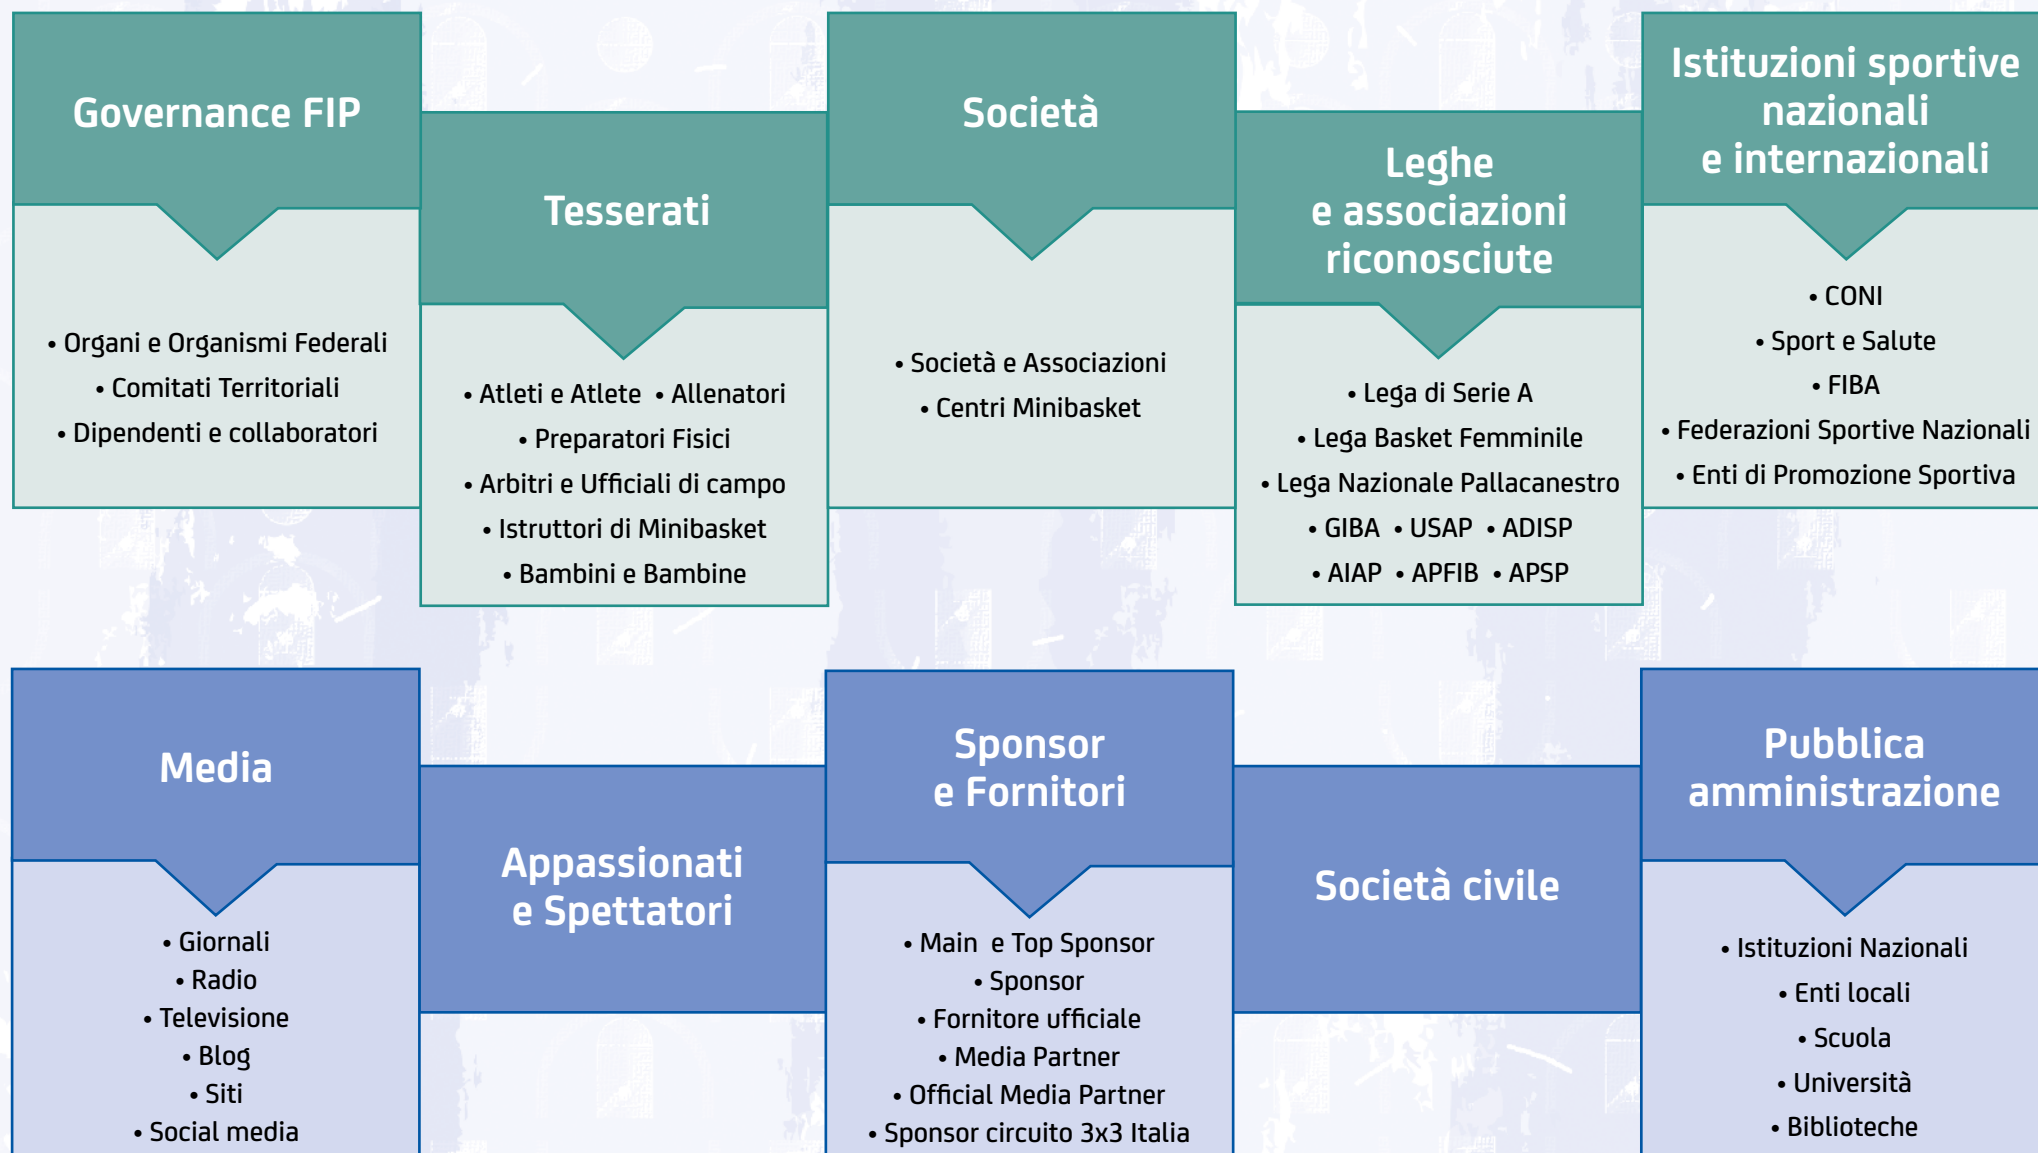 Governance FIP
• Organi e Organismi Federali
• Comitati Territoriali
• Dipendenti e collaboratori
Tesserati
• Atleti e Atlete • Allenatori
• Preparatori Fisici
• Arbitri e Ufficiali di campo
• Istruttori di Minibasket
• Bambini e Bambine
Società
• Società e Associazioni
• Centri Minibasket
Leghe
e associazioni
riconosciute
• Lega di Serie A
• Lega Basket Femminile
• Lega Nazionale Pallacanestro
• GIBA • USAP • ADISP
• AIAP • APFIB • APSP
Istituzioni sportive
nazionali
e internazionali
• CONI
• Sport e Salute
• FIBA
• Federazioni Sportive Nazionali
• Enti di Promozione Sportiva
Media
• Giornali
• Radio
• Televisione
• Blog
• Siti
• Social media
Appassionati
e Spettatori
Sponsor
e Fornitori
• Main e Top Sponsor
• Sponsor
• Fornitore ufficiale
• Media Partner
• Official Media Partner
• Sponsor circuito 3x3 Italia
Società civile
Pubblica
amministrazione
• Istituzioni Nazionali
• Enti locali
• Scuola
• Università
• Biblioteche